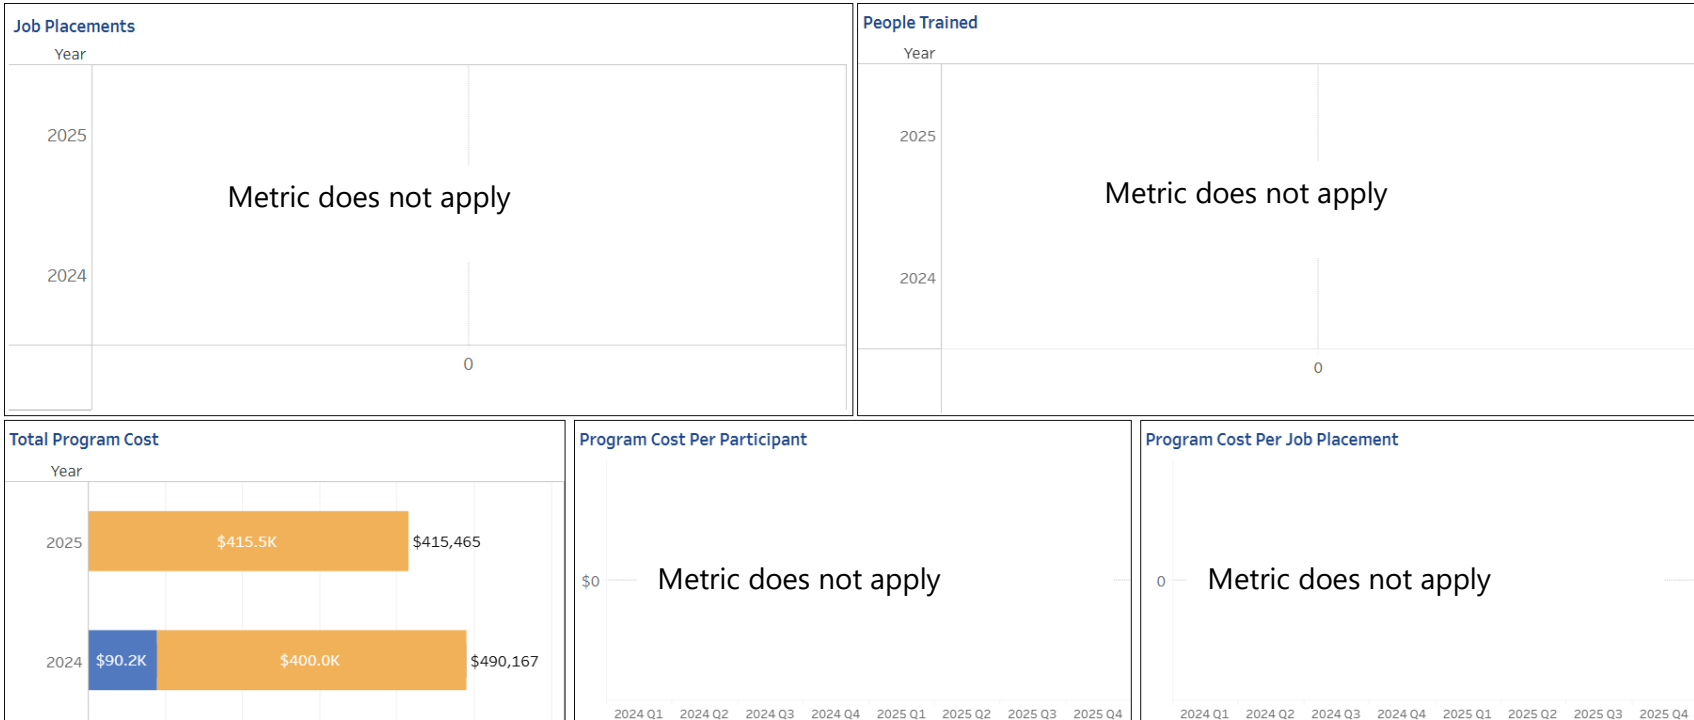 Job Placements
Year
2025
Metric does not apply
2024
0
People Trained
Year
2025
Metric does not apply
2024
0
Total Program Cost
Year
2025
$415.5K
$415,465
2024
$90.2K
$400.0K
$490,167
Program Cost Per Participant
$0
Metric does not apply
2024 Q1 2024 Q2 2024 Q3 2024 Q4 2025 Q1 2025 Q2 2025 Q3 2025 Q4
Program Cost Per Job Placement
0
Metric does not apply
2024 Q1 2024 Q2 2024 Q3 2024 Q4 2025 Q1 2025 Q2 2025 Q3 2025 Q4